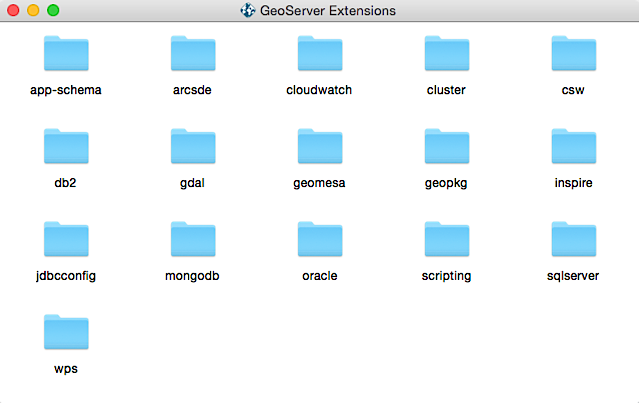 GeoServer Extensions
app-schema arcsde cloudwatch cluster csw
db2 gdal geomesa geopkg inspire
jdbcconfig mongodb oracle scripting sqlserver
wps